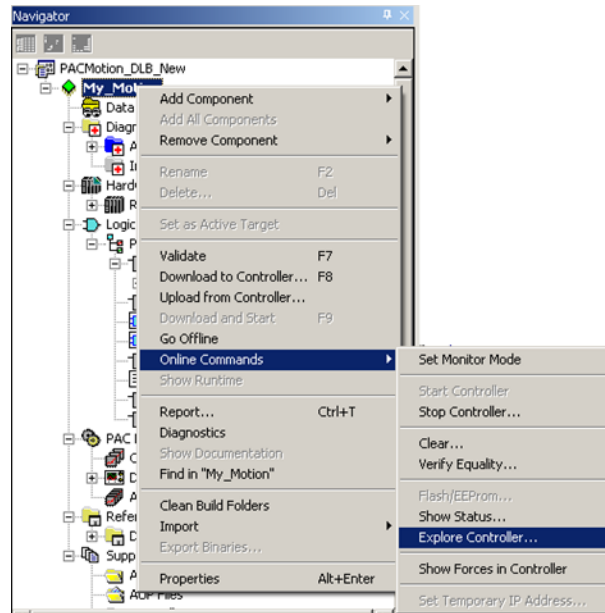 Navigator
PACMotion_DLB_New
My_Mo
Data
Diagr
A
Hard
R
Logic
P
PAC
C
D
A
Refer
D
Supp
A
AUP Files
Add Component
Add All Components
Remove Component
Rename F2
Delete... Del
Set as Active Target
Validate F7
Download to Controller... F8
Upload from Controller...
Download and Start F9
Go Offline
Online Commands
Show Runtime
Report... Ctrl+T
Diagnostics
Show Documentation
Find in "My_Motion"
Clean Build Folders
Import
Export Binaries...
Properties Alt+Enter
Set Monitor Mode
Start Controller
Stop Controller...
Clear...
Verify Equality...
Flash/EEProm...
Show Status...
Explore Controller...
Show Forces in Controller
Set Temporary IP Address...